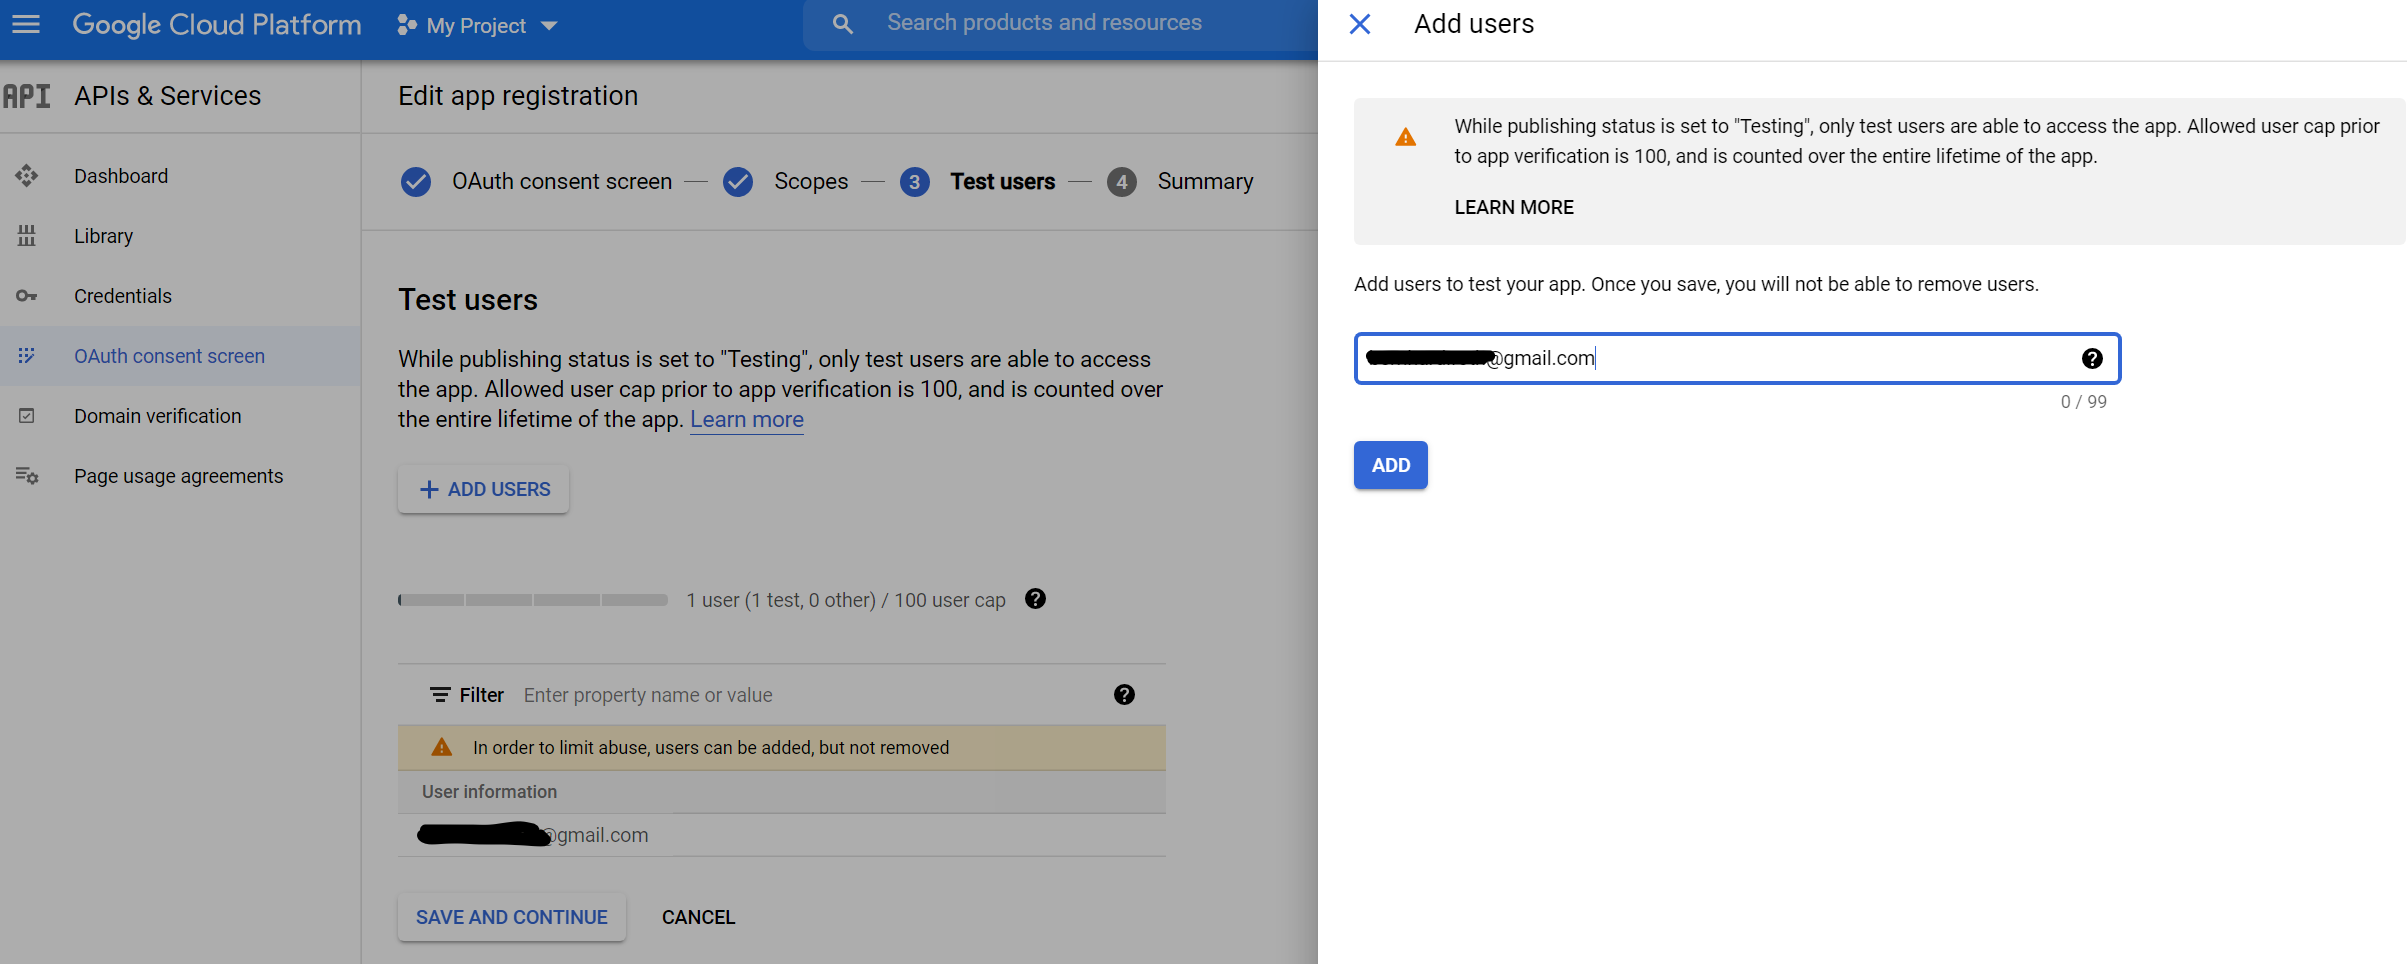 Google Cloud Platform
My Project
Search products and resources
API
APIs & Services
Dashboard
Library
Credentials
OAuth consent screen
Domain verification
Page usage agreements
Edit app registration
OAuth consent screen
Scopes
3 Test users
4 Summary
Test users
While publishing status is set to "Testing", only test users are able to access
the app. Allowed user cap prior to app verification is 100, and is counted over
the entire lifetime of the app. Learn more
+ ADD USERS
1 user (1 test, 0 other) / 100 user cap ?
Filter Enter property name or value ?
In order to limit abuse, users can be added, but not removed
User information
@gmail.com
SAVE AND CONTINUE CANCEL
Add users
While publishing status is set to "Testing", only test users are able to access the app. Allowed user cap prior
to app verification is 100, and is counted over the entire lifetime of the app.
LEARN MORE
Add users to test your app. Once you save, you will not be able to remove users.
@gmail.com ?
0 / 99
ADD